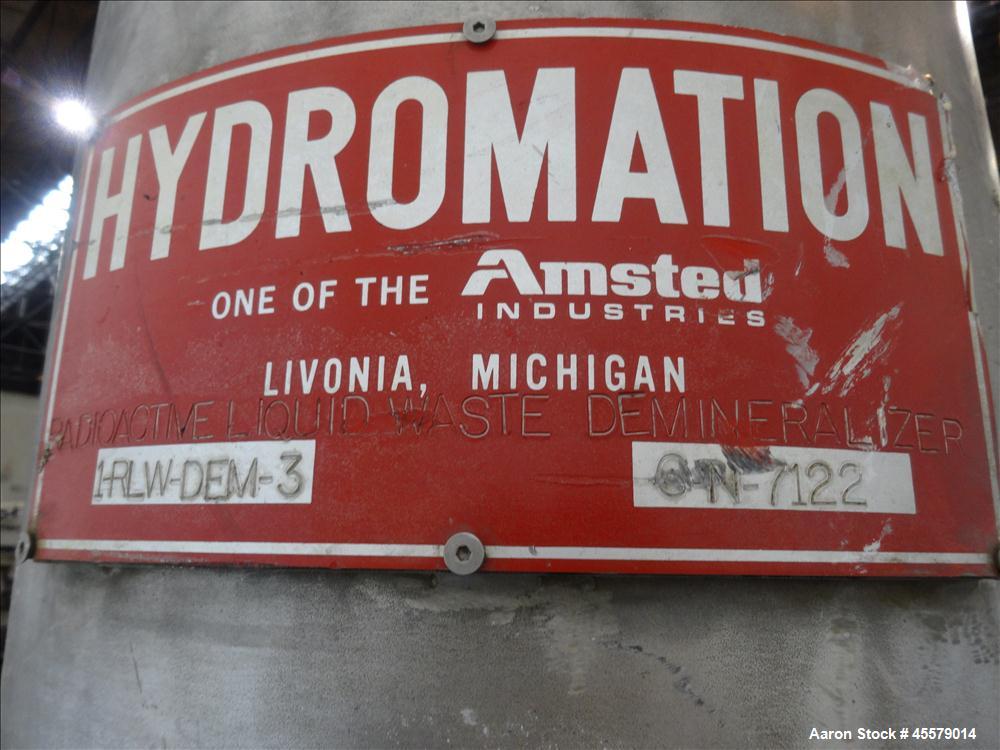 HYDROMATION
ONE OF THE Amsted
INDUSTRIES
LIVONIA, MICHIGAN
RADIOACTIVE LIQUID WASTE DEMINERALIZER
1-RLW-DEM-3
N-7122
Aaron Stock # 45579014